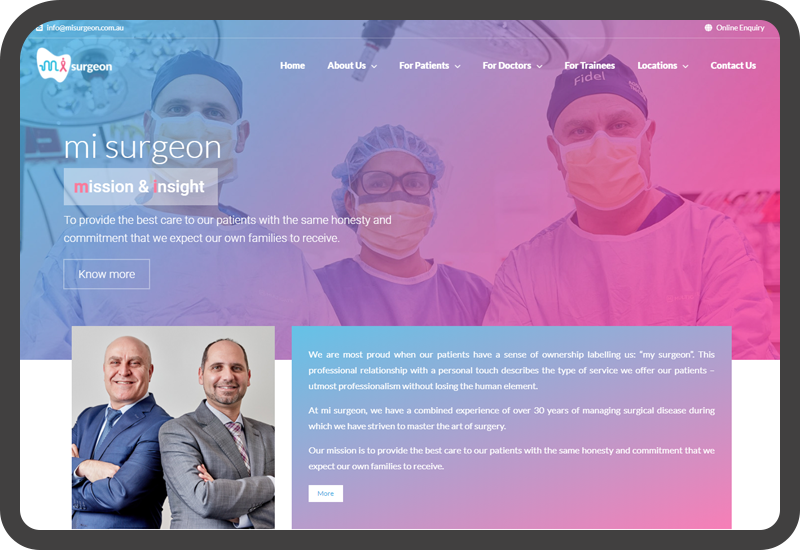 info@misurgeon.com.au
Online Enquiry
mi surgeon
Home
About Us
For Patients
For Doctors
For Trainees
Locations
Contact Us
Fidel
mi surgeon
mission & insight
To provide the best care to our patients with the same honesty and
commitment that we expect our own families to receive.
Know more
We are most proud when our patients have a sense of ownership labelling us: “my surgeon”. This
professional relationship with a personal touch describes the type of service we offer our patients –
utmost professionalism without losing the human element.
At mi surgeon, we have a combined experience of over 30 years of managing surgical disease during
which we have striven to master the art of surgery.
Our mission is to provide the best care to our patients with the same honesty and commitment that we
expect our own families to receive.
More